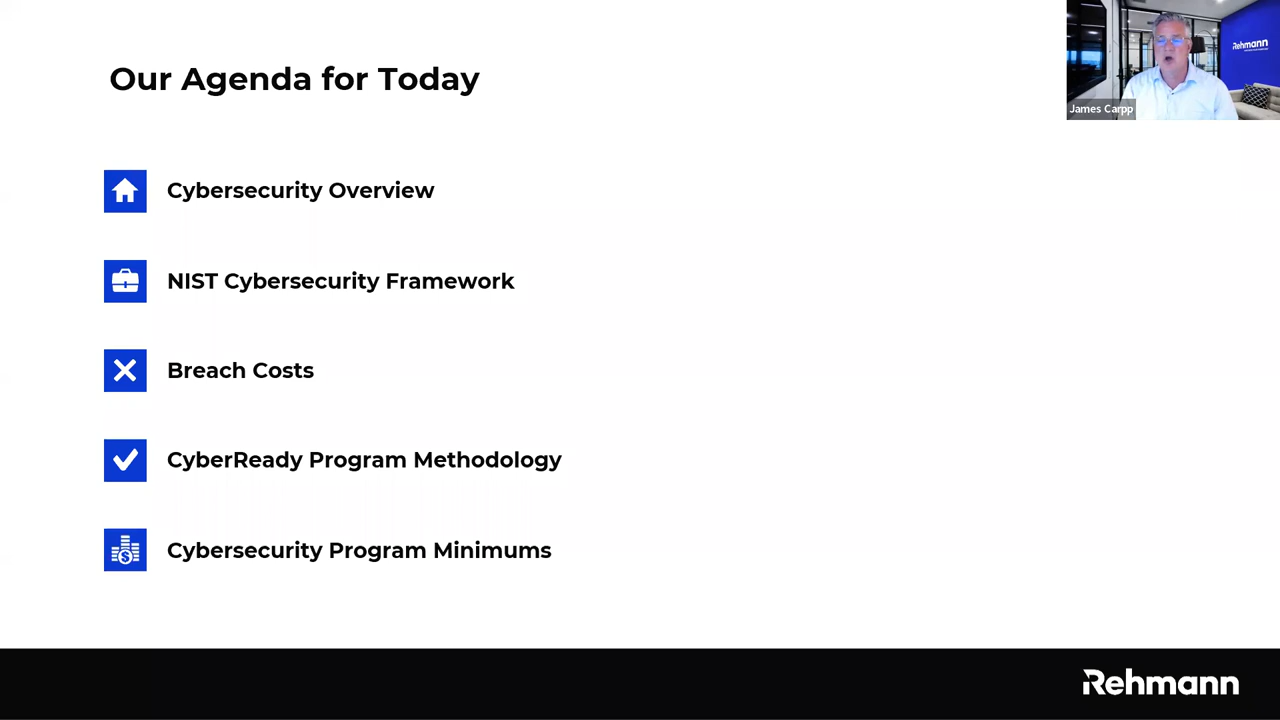 Our Agenda for Today
Rehmann
James Carpp
Cybersecurity Overview
NIST Cybersecurity Framework
Breach Costs
CyberReady Program Methodology
Cybersecurity Program Minimums
Rehmann